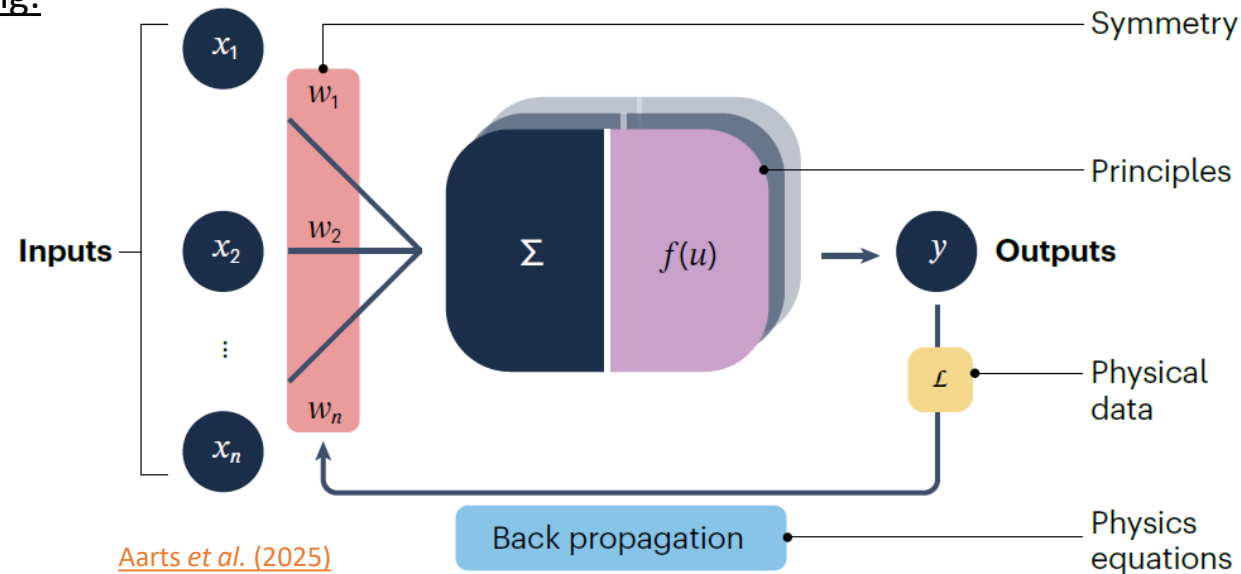 ng:
x1
Symmetry
w1
Principles
Inputs
x2
w2
Σ
f(u)
y
Outputs
⋮
ℒ
Physical
data
wn
xn
Back propagation
Physics
equations
Aarts et al. (2025)